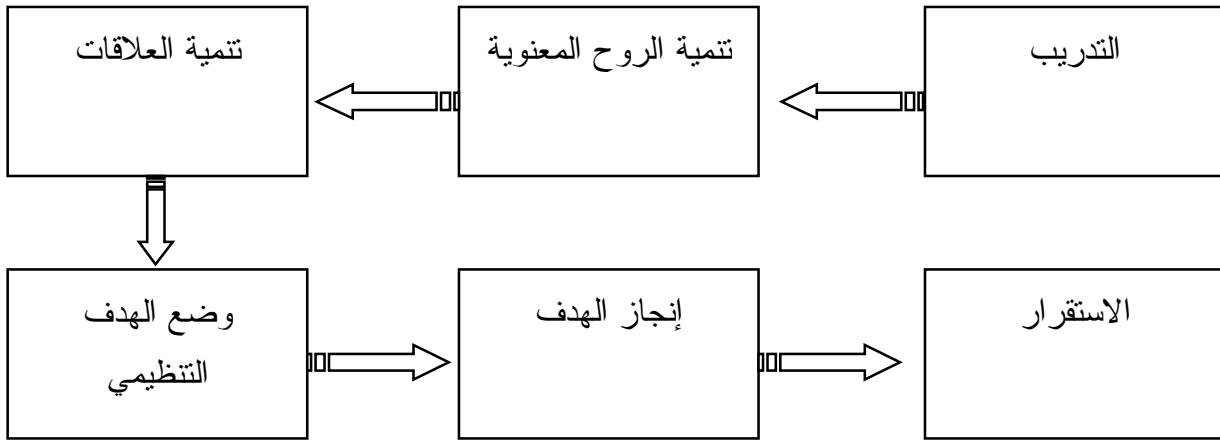 التدريب
تنمية الروح المعنوية
تنمية العلاقات
وضع الهدف
التنظيمي
إنجاز الهدف
الاستقرار